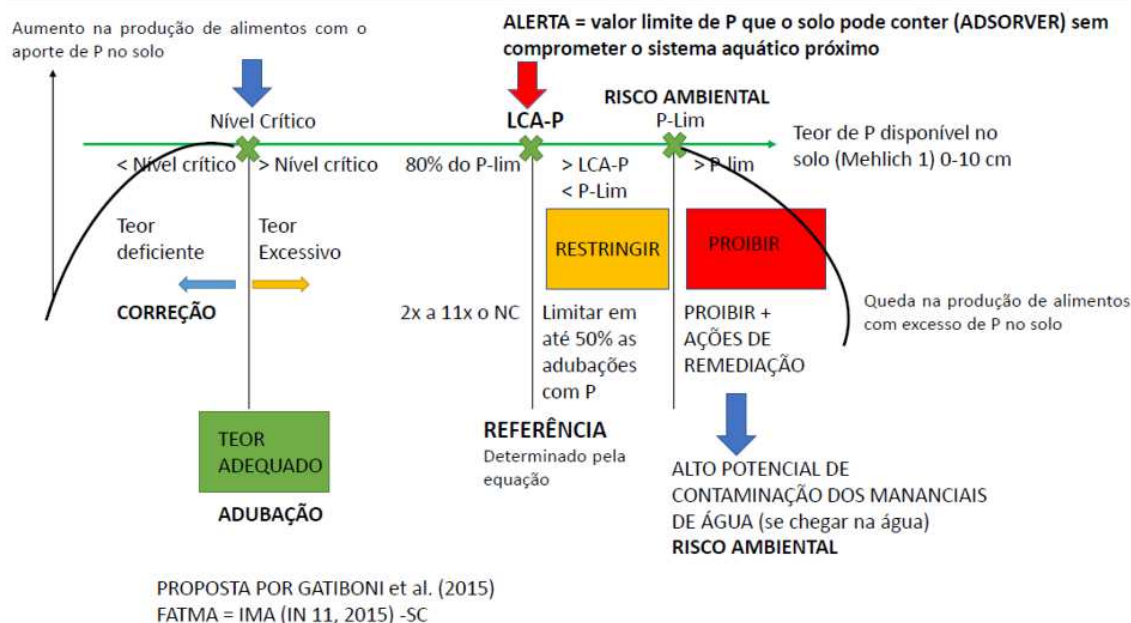 Aumento na produção de alimentos com o
aporte de P no solo
ALERTA = valor limite de P que o solo pode conter (ADSORVER) sem
comprometer o sistema aquático próximo
Nível Crítico
LCA-P
RISCO AMBIENTAL
P-Lim
Teor de P disponível no
solo (Mehlich 1) 0-10 cm
< Nível crítico
> Nível crítico
80% do P-lim
> LCA-P
< P-Lim
> P-lim
Teor
deficiente
Teor
Excessivo
RESTRINGIR
PROIBIR
CORREÇÃO
2x a 11x o NC
Limitar em
até 50% as
adubações
com P
PROIBIR +
AÇÕES DE
REMEDIAÇÃO
Queda na produção de alimentos
com excesso de P no solo
TEOR
ADEQUADO
ADUBAÇÃO
REFERÊNCIA
Determinado pela
equação
ALTO POTENCIAL DE
CONTAMINAÇÃO DOS MANANCIAIS
DE ÁGUA (se chegar na água)
RISCO AMBIENTAL
PROPOSTA POR GATIBONI et al. (2015)
FATMA = IMA (IN 11, 2015) -SC